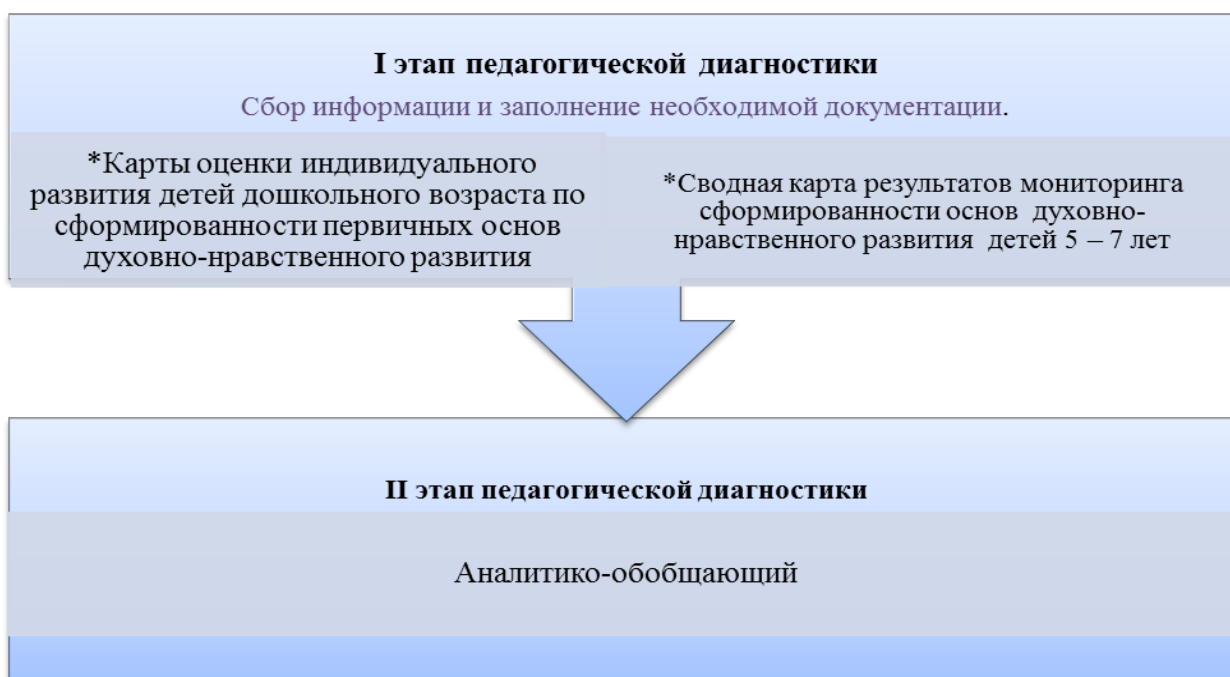 I этап педагогической диагностики
Сбор информации и заполнение необходимой документации.
*Карты оценки индивидуального
развития детей дошкольного возраста по
сформированности первичных основ
духовно-нравственного развития
*Сводная карта результатов мониторинга
сформированности основ духовно-
нравственного развития детей 5 – 7 лет
II этап педагогической диагностики
Аналитико-обобщающий